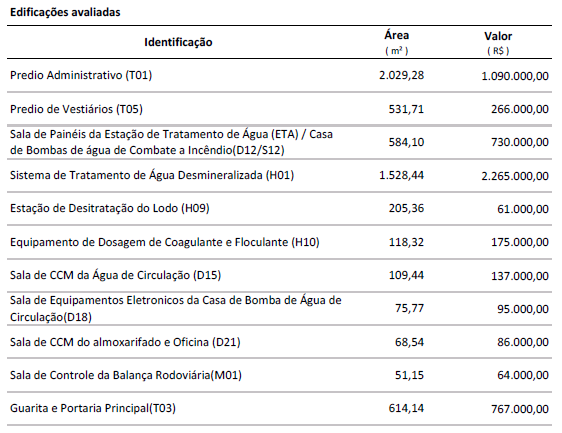 Edificações avaliadas
Identificação Área Valor
( m² ) ( R$ )
Predio Administrativo (T01) 2.029,28 1.090.000,00
Predio de Vestiários (T05) 531,71 266.000,00
Sala de Painéis da Estação de Tratamento de Água (ETA) / Casa
de Bombas de água de Combate a Incêndio(D12/S12) 584,10 730.000,00
Sistema de Tratamento de Água Desmineralizada (H01) 1.528,44 2.265.000,00
Estação de Desitratação do Lodo (H09) 205,36 61.000,00
Equipamento de Dosagem de Coagulante e Floculante (H10) 118,32 175.000,00
Sala de CCM da Água de Circulação (D15) 109,44 137.000,00
Sala de Equipamentos Eletronicos da Casa de Bomba de Água de
Circulação(D18) 75,77 95.000,00
Sala de CCM do almoxarifado e Oficina (D21) 68,54 86.000,00
Sala de Controle da Balança Rodoviária(M01) 51,15 64.000,00
Guarita e Portaria Principal(T03) 614,14 767.000,00